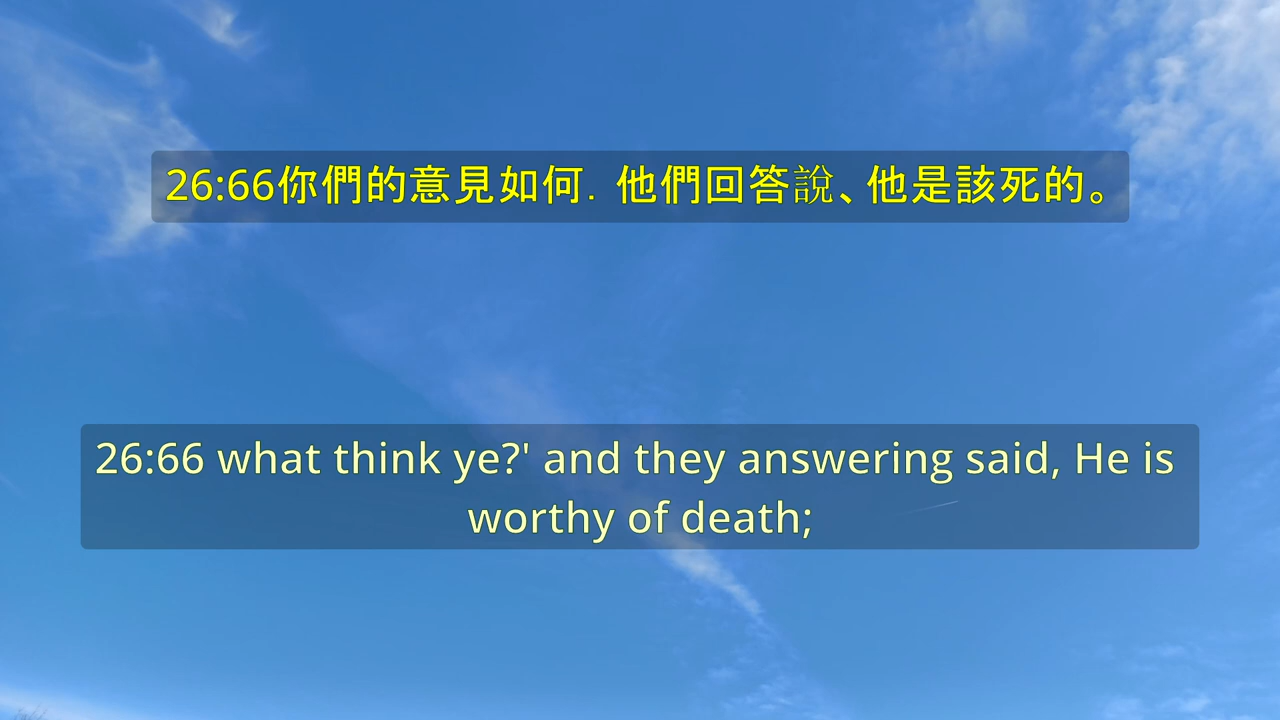 26:66你們的意見如何. 他們回答說、他是該死的。
26:66 what think ye?' and they answering said, He is
worthy of death;